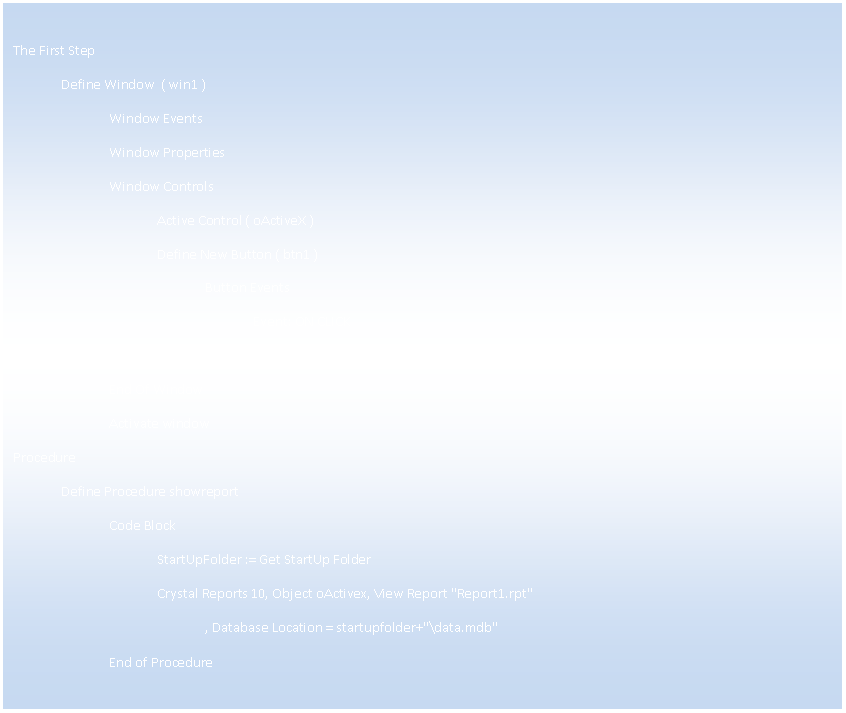 The First Step
Define Window ( win1 )
Window Events
Window Properties
Window Controls
Active Control ( oActiveX )
Define New Button ( btn1 )
Procedure
Define Procedure showreport
Code Block
StartUpFolder := Get StartUp Folder
Crystal Reports 10, Object oActivex, View Report "Report1.rpt"
, Database Location = startupfolder+"\data.mdb"
End of Procedure